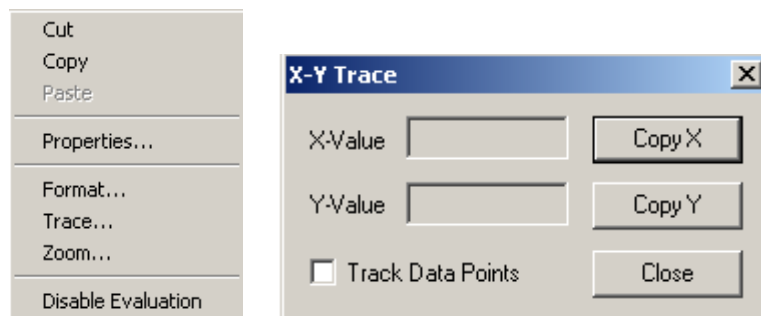 Cut
Copy
Paste
Properties...
Format...
Trace...
Zoom...
Disable Evaluation
X-Y Trace
X-Value Copy X
Y-Value Copy Y
Track Data Points Close